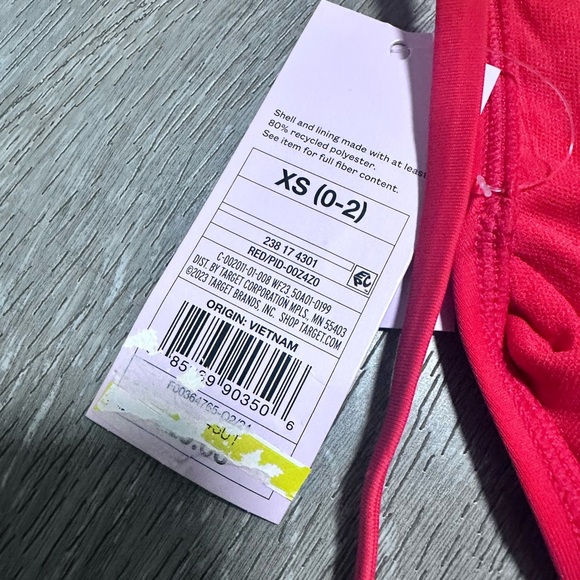 Shell and lining made with at least
80% recycled polyester.
See item for full fiber content.
XS (0-2)
238 17 4301
RED/PID-00Z4Z0
C-002011-01-008 WF23 50A01-0199
DIST. BY TARGET CORPORATION MPLS, MN 55403
©2023 TARGET BRANDS, INC. SHOP TARGET.COM
ORIGIN: VIETNAM
90350 6